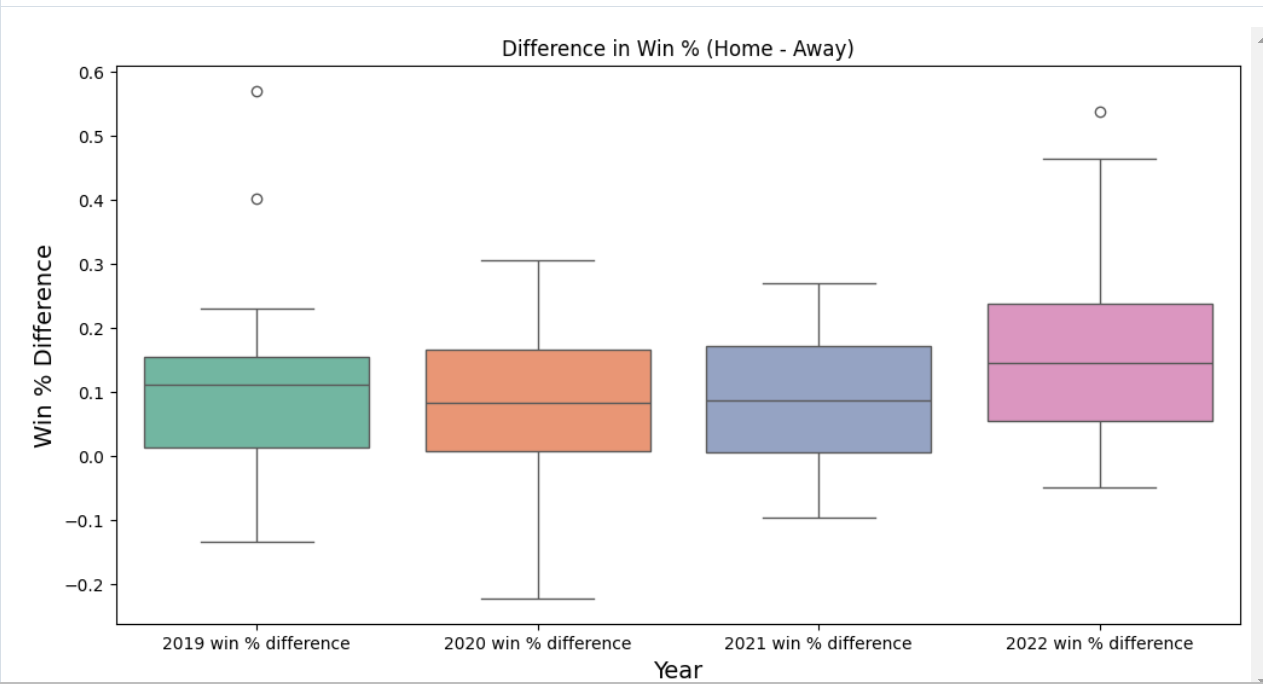 Difference in Win % (Home - Away)
Win % Difference
0.6
0.5
0.4
0.3
0.2
0.1
0.0
−0.1
−0.2
2019 win % difference
2020 win % difference
2021 win % difference
2022 win % difference
Year